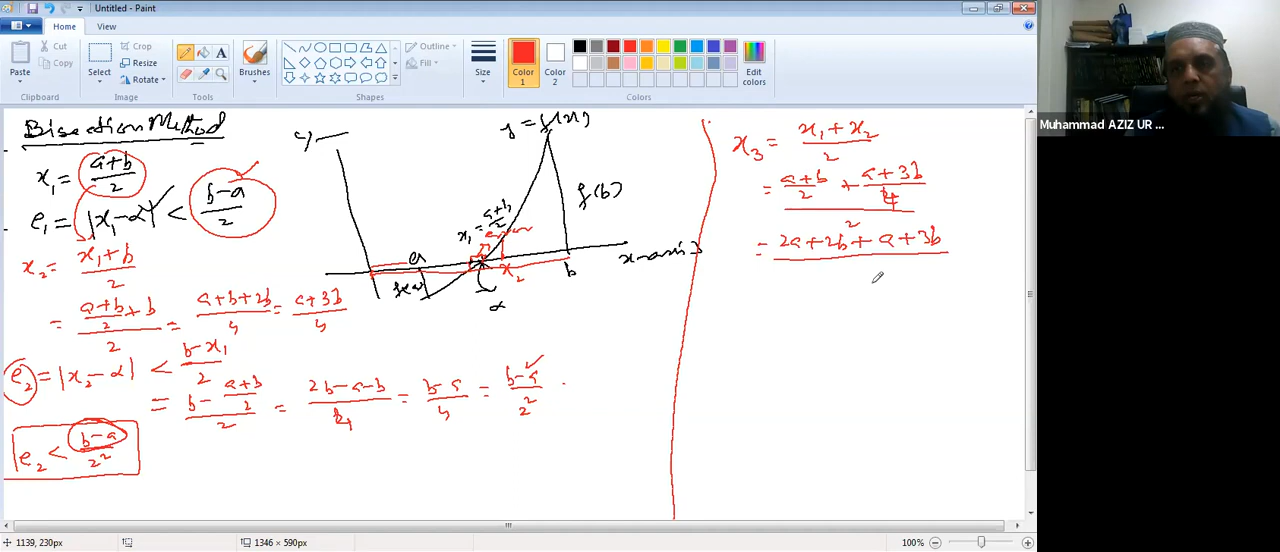 Untitled - Paint
Home View
Paste
Cut
Copy
Clipboard
Select
Crop
Resize
Rotate
Image
Tools
Brushes
Shapes
Outline
Fill
Size
Color 1
Color 2
Edit colors
Colors
Muhammad AZIZ UR ...
Bisection Method
x₁ = (a+b)/2
e₁ = |x₁ - α| < (b-a)/2
x₂ = (x₁+b)/2
= ((a+b)/2 + b)/2 = (a+b+2b)/4 = (a+3b)/4
e₂ = |x₂ - α| < (b-x₁)/2
= (b - (a+b)/2)/2 = (2b-a-b)/4 = (b-a)/4 = (b-a)/2²
e₂ < (b-a)/2²
y = f(x)
f(b)
x₁ = (a+b)/2
a
x₂
b
x-axis
α
x₃ = (x₁+x₂)/2
= ((a+b)/2 + (a+3b)/4)/2
= 2a+2b+a+3b
1139, 230px
1346 × 590px
100%